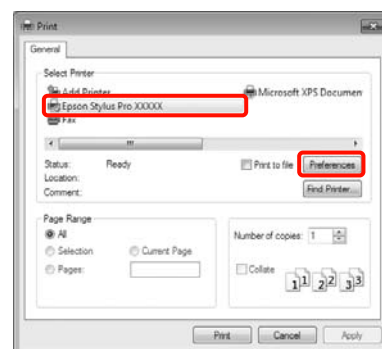 Print
General
Select Printer
Add Printer
Microsoft XPS Documen
Epson Stylus Pro XXXXX
Fax
Status: Ready
Print to file
Preferences
Location:
Comment:
Find Printer...
Page Range
All
Selection
Current Page
Pages:
Number of copies: 1
Collate
1 1 2 2 3 3
Print
Cancel
Apply